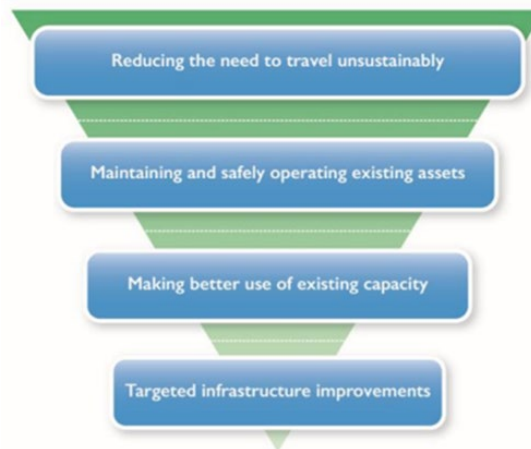 Reducing the need to travel unsustainably
Maintaining and safely operating existing assets
Making better use of existing capacity
Targeted infrastructure improvements